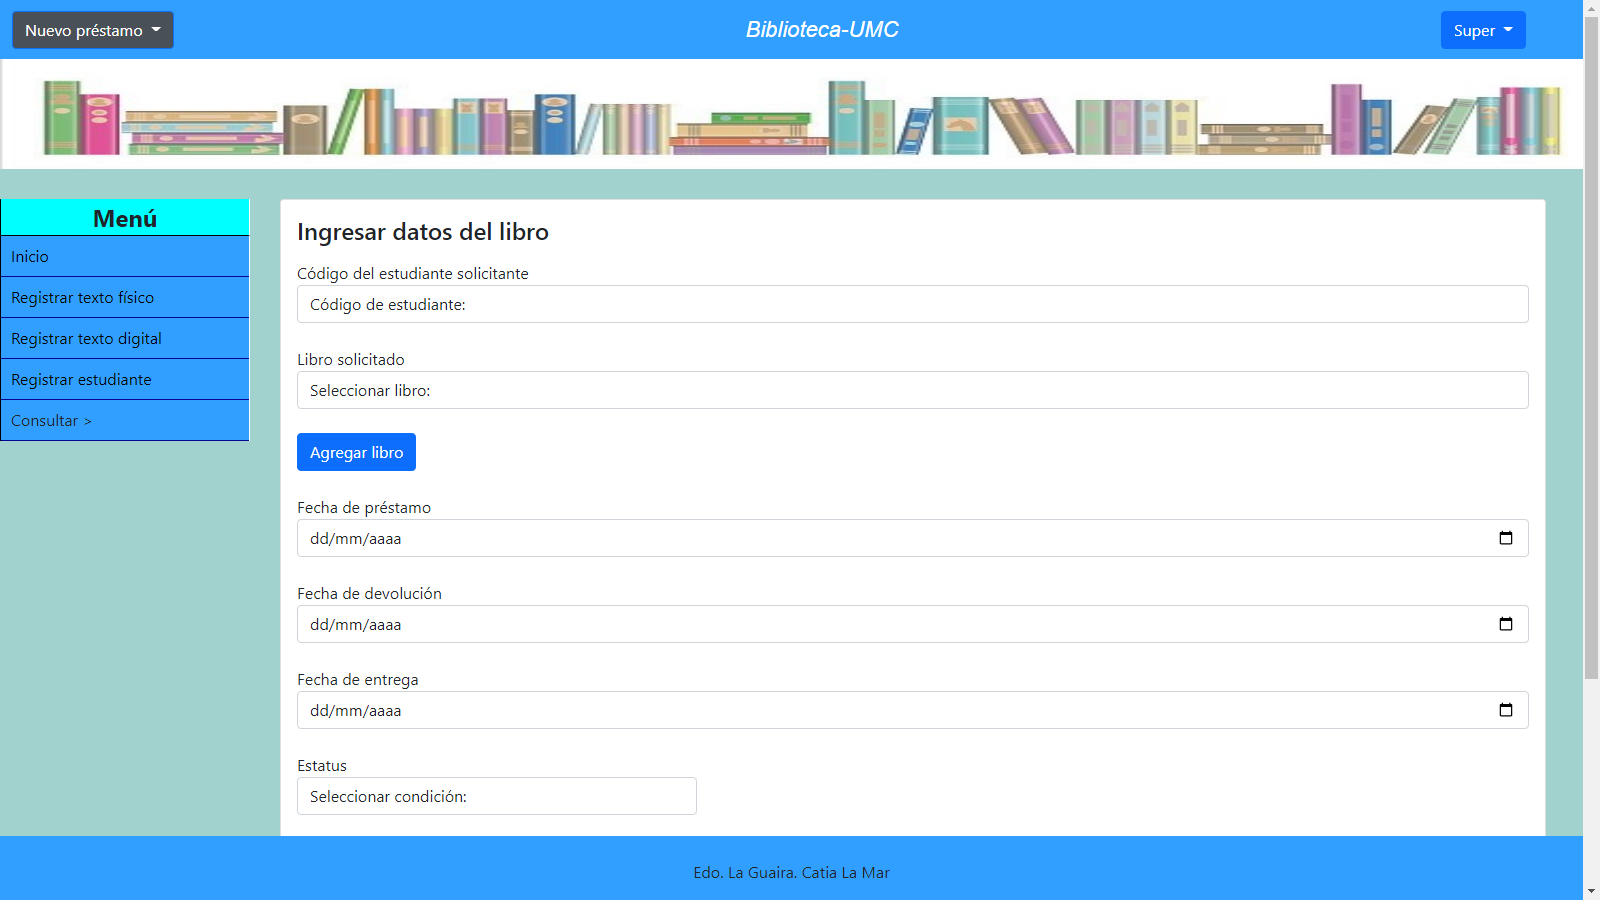 Nuevo préstamo
Biblioteca-UMC
Super
Menú
Inicio
Registrar texto físico
Registrar texto digital
Registrar estudiante
Consultar >
Ingresar datos del libro
Código del estudiante solicitante
Código de estudiante:
Libro solicitado
Seleccionar libro:
Agregar libro
Fecha de préstamo
dd/mm/aaaa
Fecha de devolución
dd/mm/aaaa
Fecha de entrega
dd/mm/aaaa
Estatus
Seleccionar condición:
Edo. La Guaira. Catia La Mar